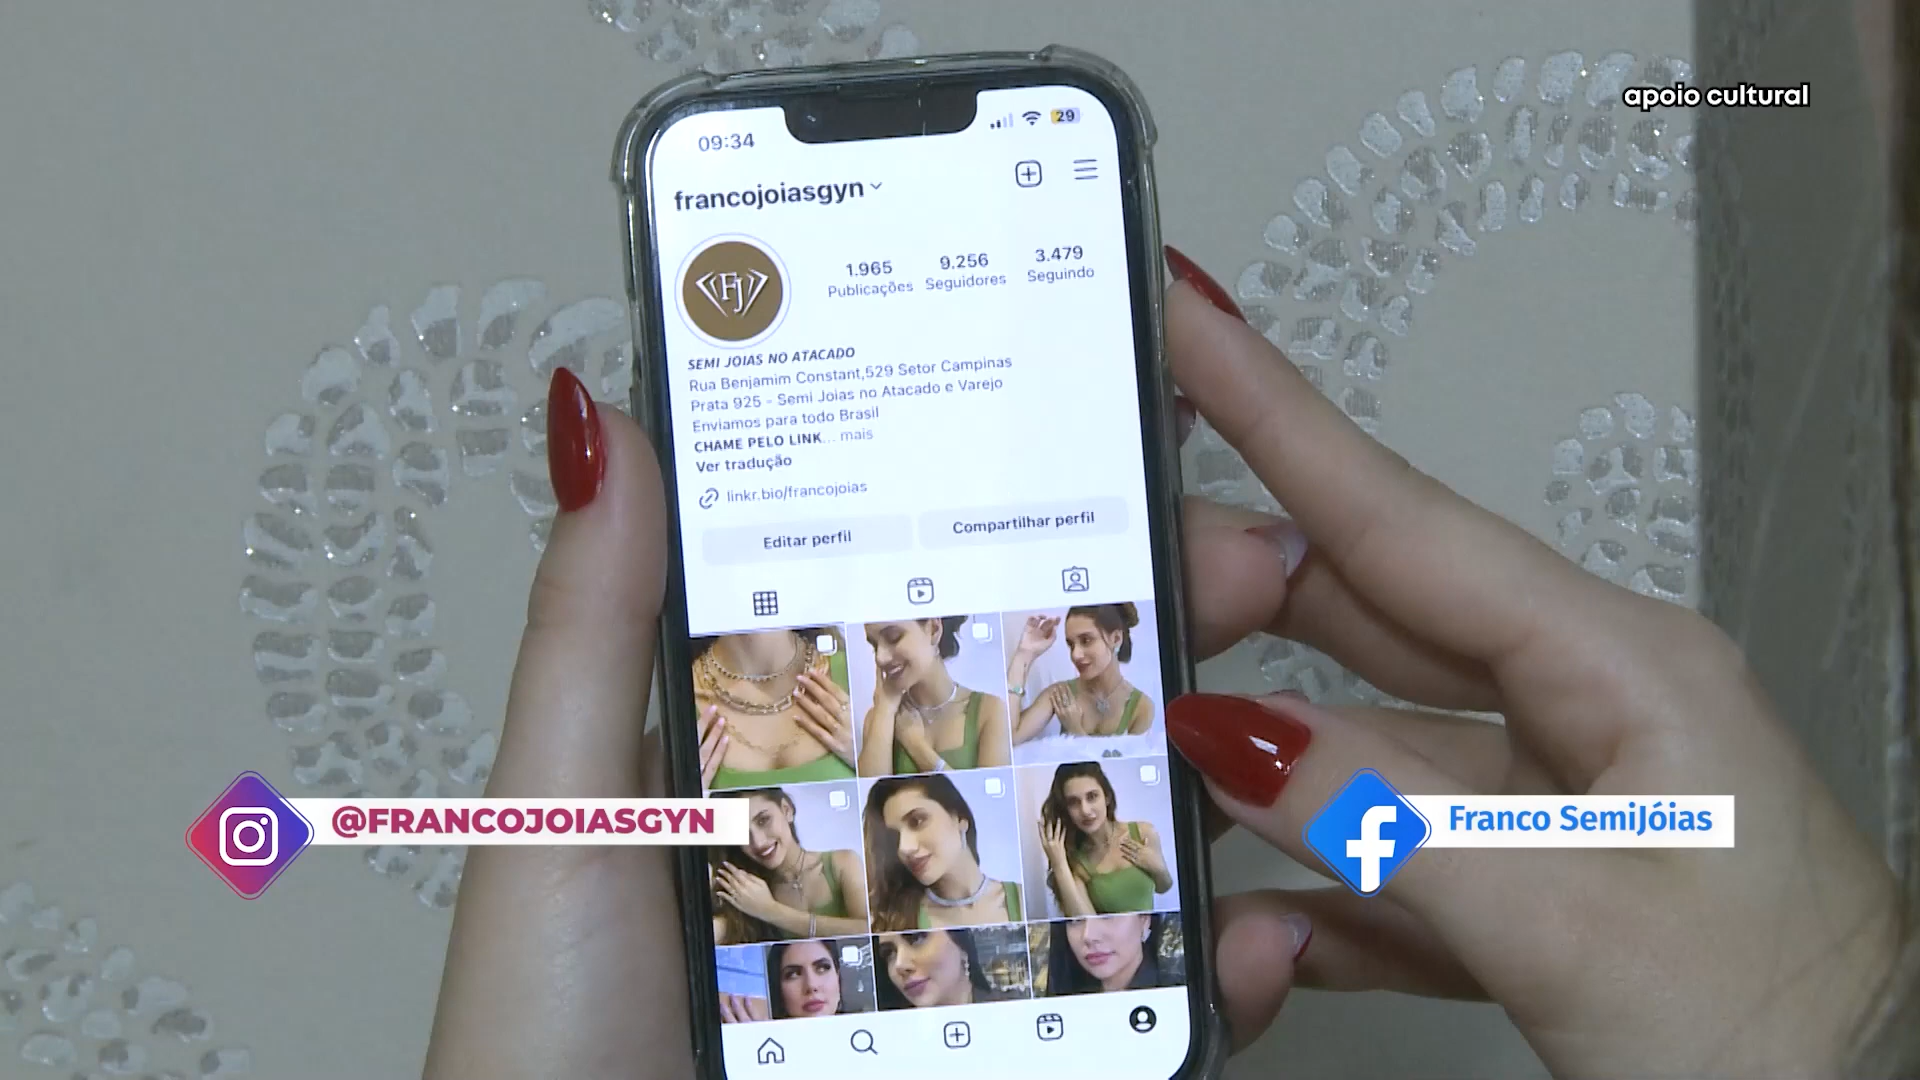 apoio cultural
09:34
29
francojoiasgyn
FJ
1.965 9.256 3.479
Publicações Seguidores Seguindo
SEMI JOIAS NO ATACADO
Rua Benjamim Constant,529 Setor Campinas
Prata 925 - Semi Joias no Atacado e Varejo
Enviamos para todo Brasil
CHAME PELO LINK... mais
Ver tradução
linkr.bio/francojoias
Editar perfil Compartilhar perfil
@FRANCOJOIASGYN
Franco SemiJóias